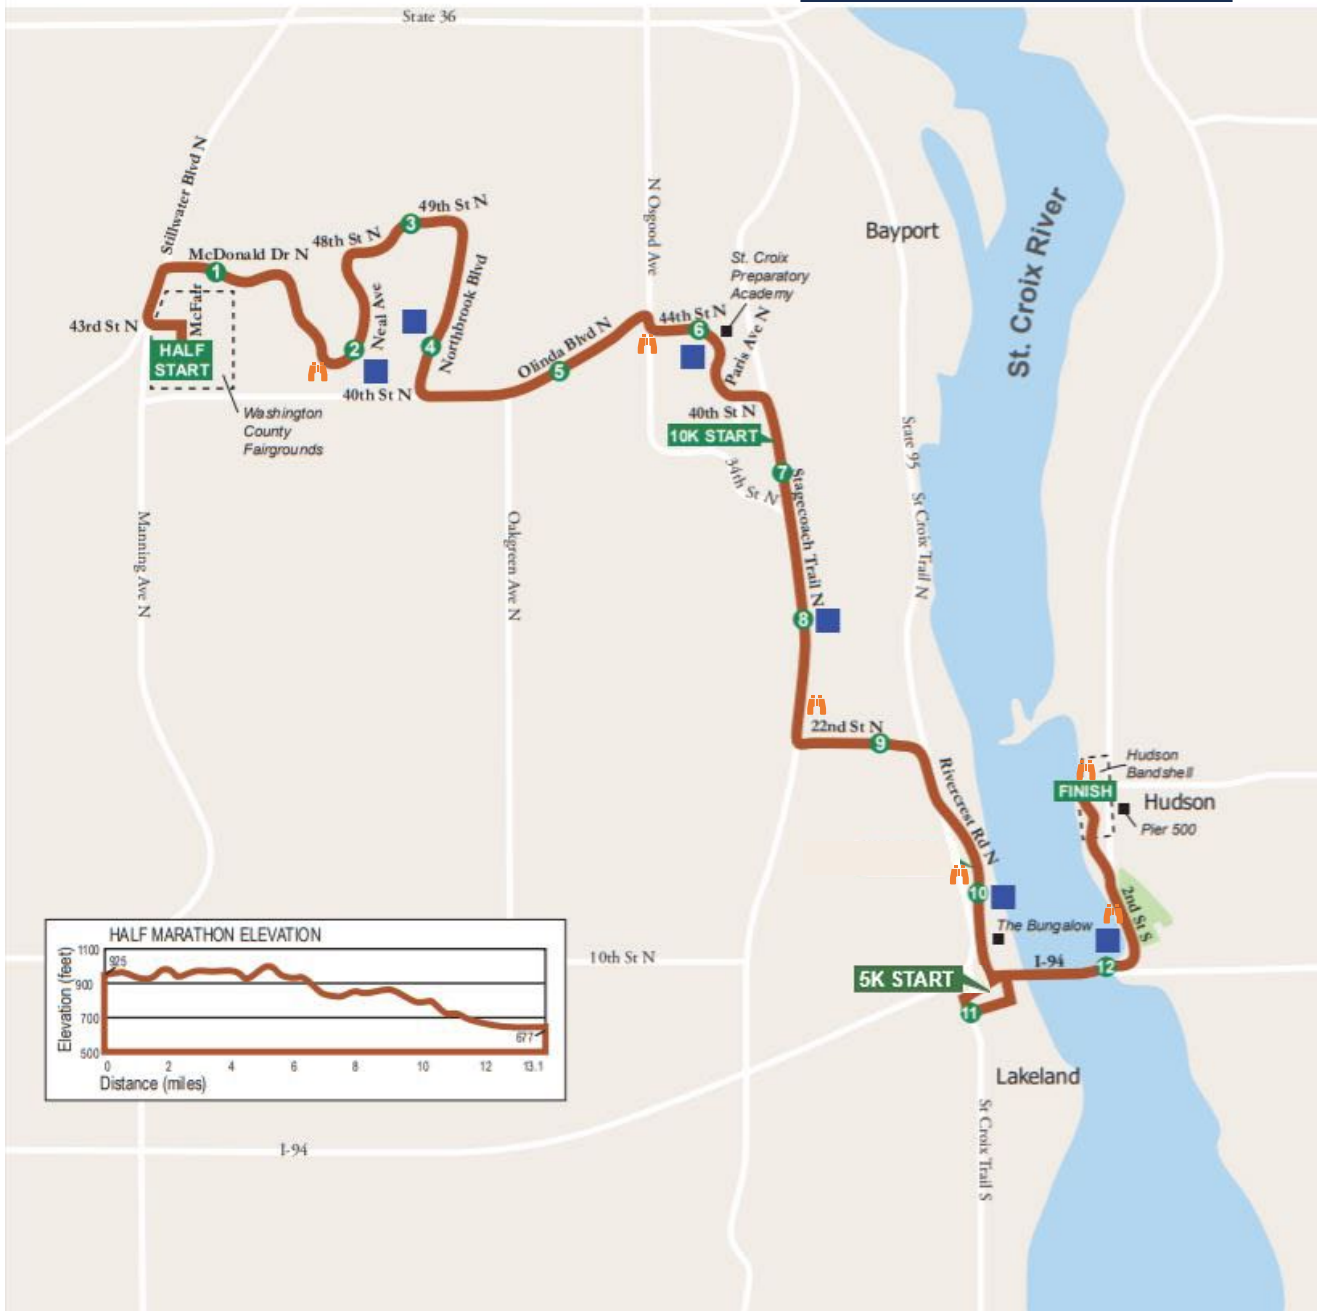 State 36
Stillwater Blvd N
McDonald Dr N
1
McFair
43rd St N
HALF
START
Washington
County
Fairgrounds
48th St N
49th St N
3
2
Neal Ave
4
Northbrook Blvd
40th St N
Olinda Blvd N
5
N Osgood Ave
44th St N
6
St. Croix
Preparatory
Academy
Paris Ave N
40th St N
10K START
7
34th St N
Stagecoach Trail N
8
Bayport
St. Croix River
State 95
St Croix Trail N
Manning Ave N
Oakgreen Ave N
22nd St N
9
Rivercrest Rd N
Hudson
Bandshell
FINISH
Hudson
Pier 500
10
The Bungalow
2nd St S
I-94
12
5K START
11
10th St N
Lakeland
St Croix Trail S
I-94
HALF MARATHON ELEVATION
Elevation (feet)
1100
900
700
500
925
677
0 2 4 6 8 10 12 13.1
Distance (miles)